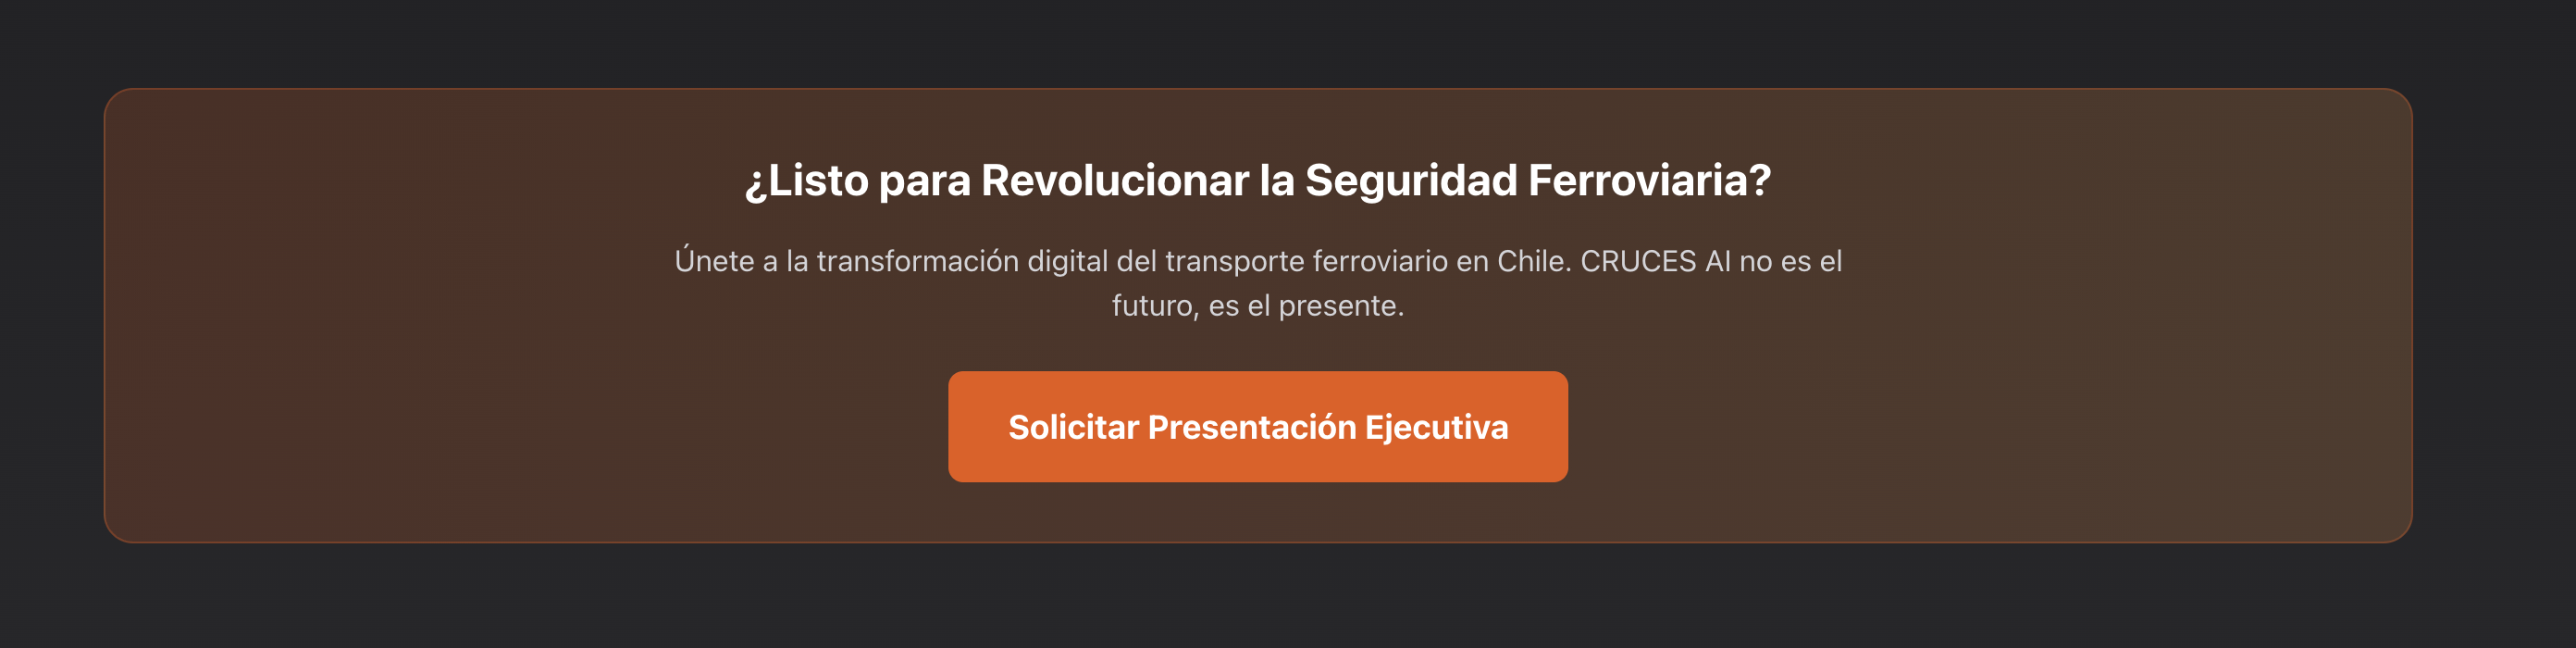 ¿Listo para Revolucionar la Seguridad Ferroviaria?
Únete a la transformación digital del transporte ferroviario en Chile. CRUCES AI no es el
futuro, es el presente.
Solicitar Presentación Ejecutiva